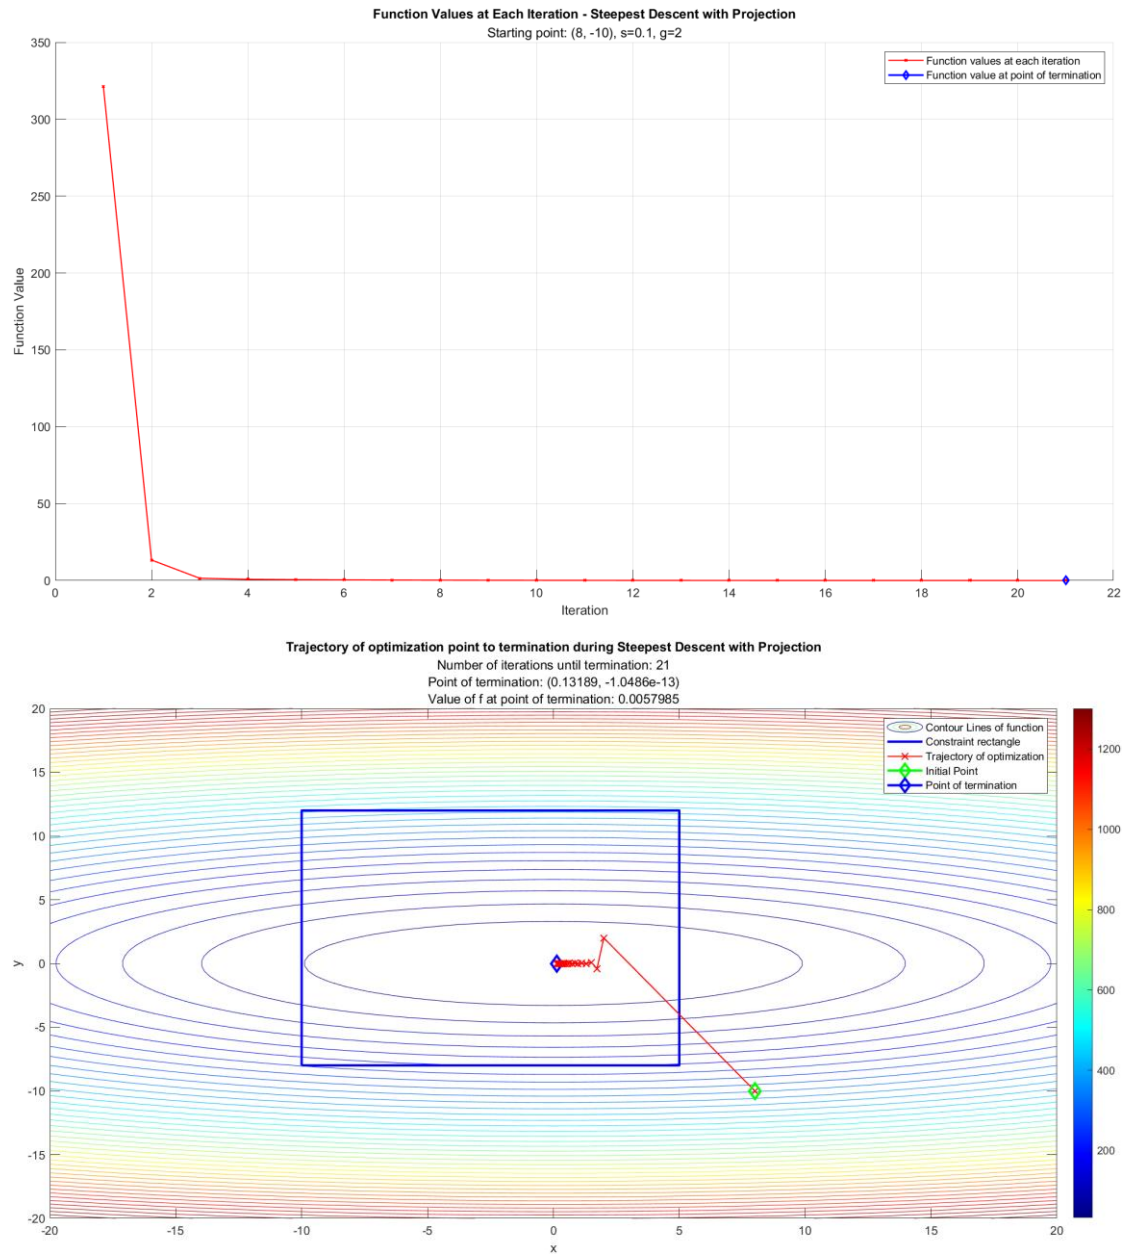 Function Values at Each Iteration - Steepest Descent with Projection
Starting point: (8, -10), s=0.1, g=2
350
300
250
200
150
100
50
0
Function Value
Function values at each iteration
Function value at point of termination
0 2 4 6 8 10 12 14 16 18 20 22
Iteration
Trajectory of optimization point to termination during Steepest Descent with Projection
Number of iterations until termination: 21
Point of termination: (0.13189, -1.0486e-13)
Value of f at point of termination: 0.0057985
20
15
10
5
0
-5
-10
-15
-20
y
Contour Lines of function
Constraint rectangle
Trajectory of optimization
Initial Point
Point of termination
-20 -15 -10 -5 0 5 10 15 20
x
1200
1000
800
600
400
200